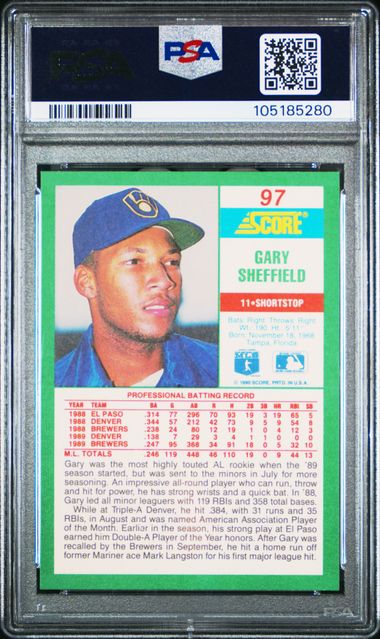 PSA
PSA
105185280
97
SCORE
GARY
SHEFFIELD
11•SHORTSTOP
Bats: Right Throws: Right
Wt.: 190 Ht.: 5'11"
Born: November 18, 1968
Tampa, Florida
© 1990 SCORE, PRTD. IN U.S.A.
PROFESSIONAL BATTING RECORD
YEAR TEAM BA G AB R H 2B 3B HR RBI SB
1988 EL PASO .314 77 296 70 93 19 3 19 65 5
1988 DENVER .344 57 212 42 73 9 5 9 54 8
1988 BREWERS .238 24 80 12 19 1 0 4 12 3
1989 DENVER .138 7 29 3 4 1 1 0 0 0
1989 BREWERS .247 95 368 34 91 18 0 5 32 10
M.L. TOTALS .246 119 448 46 110 19 0 9 44 13
Gary was the most highly touted AL rookie when the '89
season started, but was sent to the minors in July for more
seasoning. An impressive all-round player who can run,
throw and hit for power, he has strong wrists and a quick bat. In '88,
Gary led all minor leaguers with 119 RBIs and 358 total bases.
While at Triple-A Denver, he hit .384, with 31 runs and 35
RBIs, in August and was named American Association Player
of the Month. Earlier in the season, his strong play at El Paso
earned him Double-A Player of the Year honors. After Gary was
recalled by the Brewers in September, he hit a home run off
former Mariner ace Mark Langston for his first major league hit.